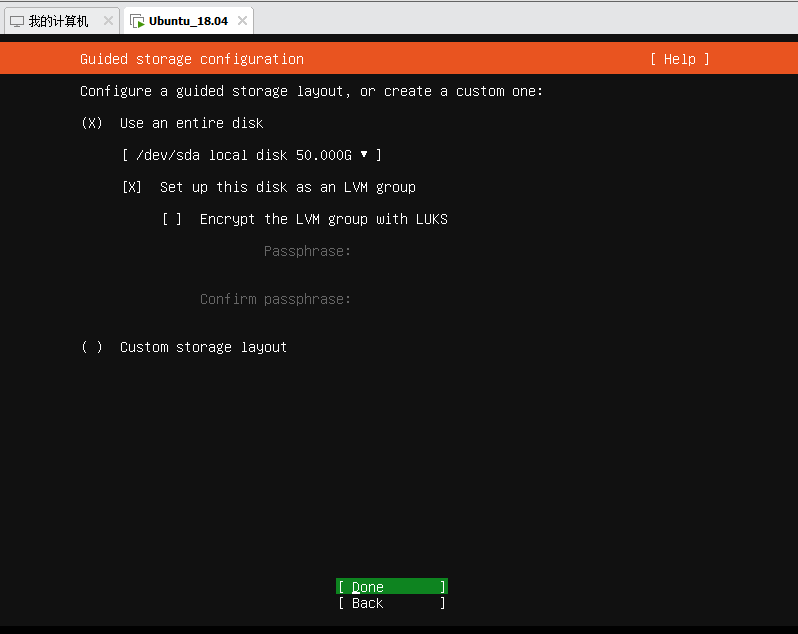 我的计算机 Ubuntu_18.04
Guided storage configuration [ Help ]
Configure a guided storage layout, or create a custom one:
(X) Use an entire disk
[ /dev/sda local disk 50.000G ▾ ]
[X] Set up this disk as an LVM group
[ ] Encrypt the LVM group with LUKS
Passphrase:
Confirm passphrase:
( ) Custom storage layout
[ Done ]
[ Back ]